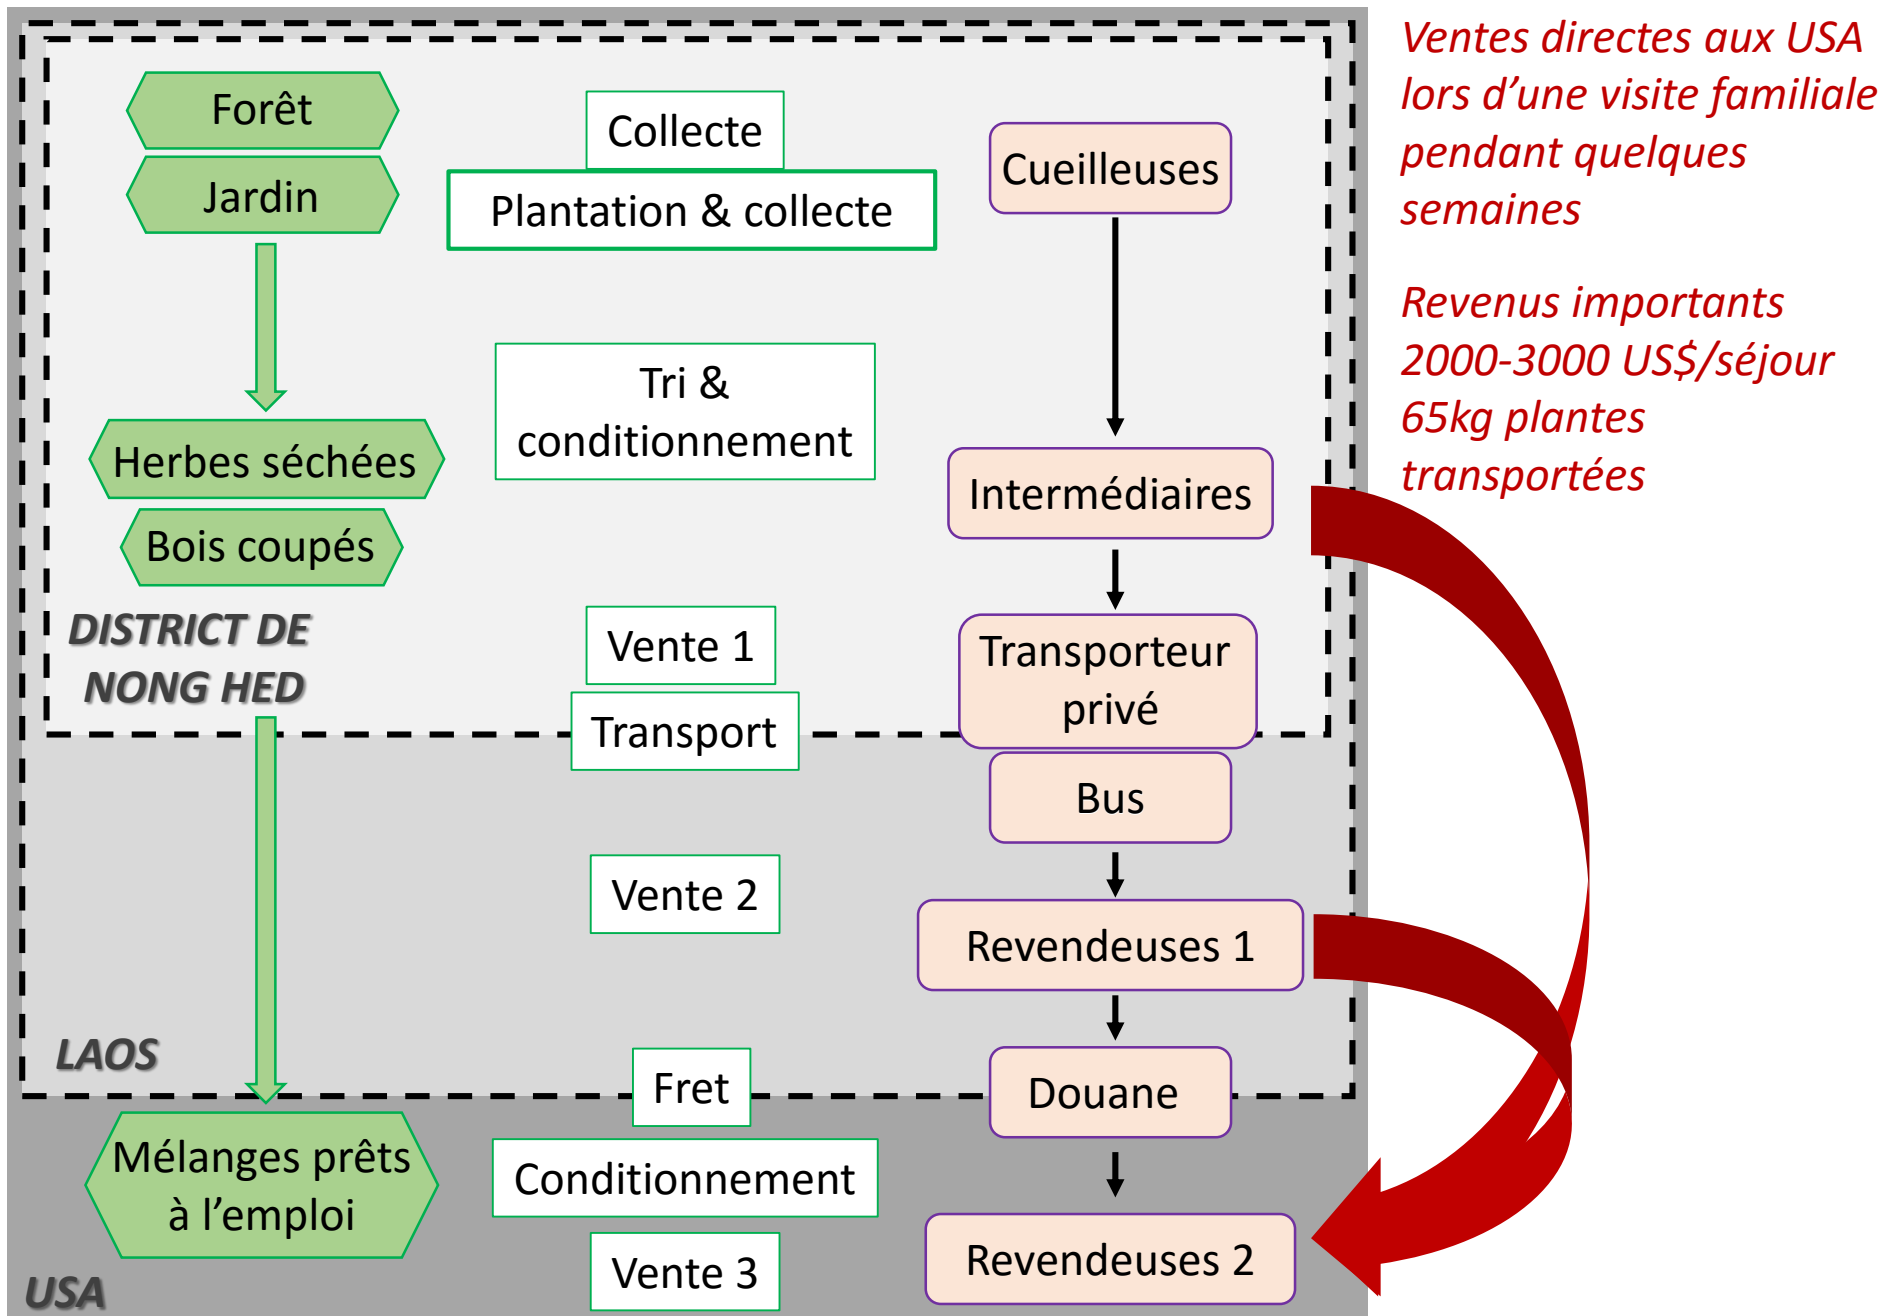 Forêt
Jardin
Herbes séchées
Bois coupés
DISTRICT DE
NONG HED
LAOS
Mélanges prêts
à l’emploi
USA
Collecte
Plantation & collecte
Tri &
conditionnement
Vente 1
Transport
Vente 2
Fret
Conditionnement
Vente 3
Cueilleuses
Intermédiaires
Transporteur
privé
Bus
Revendeuses 1
Douane
Revendeuses 2
Ventes directes aux USA
lors d’une visite familiale
pendant quelques
semaines
Revenus importants
2000-3000 US$/séjour
65kg plantes
transportées